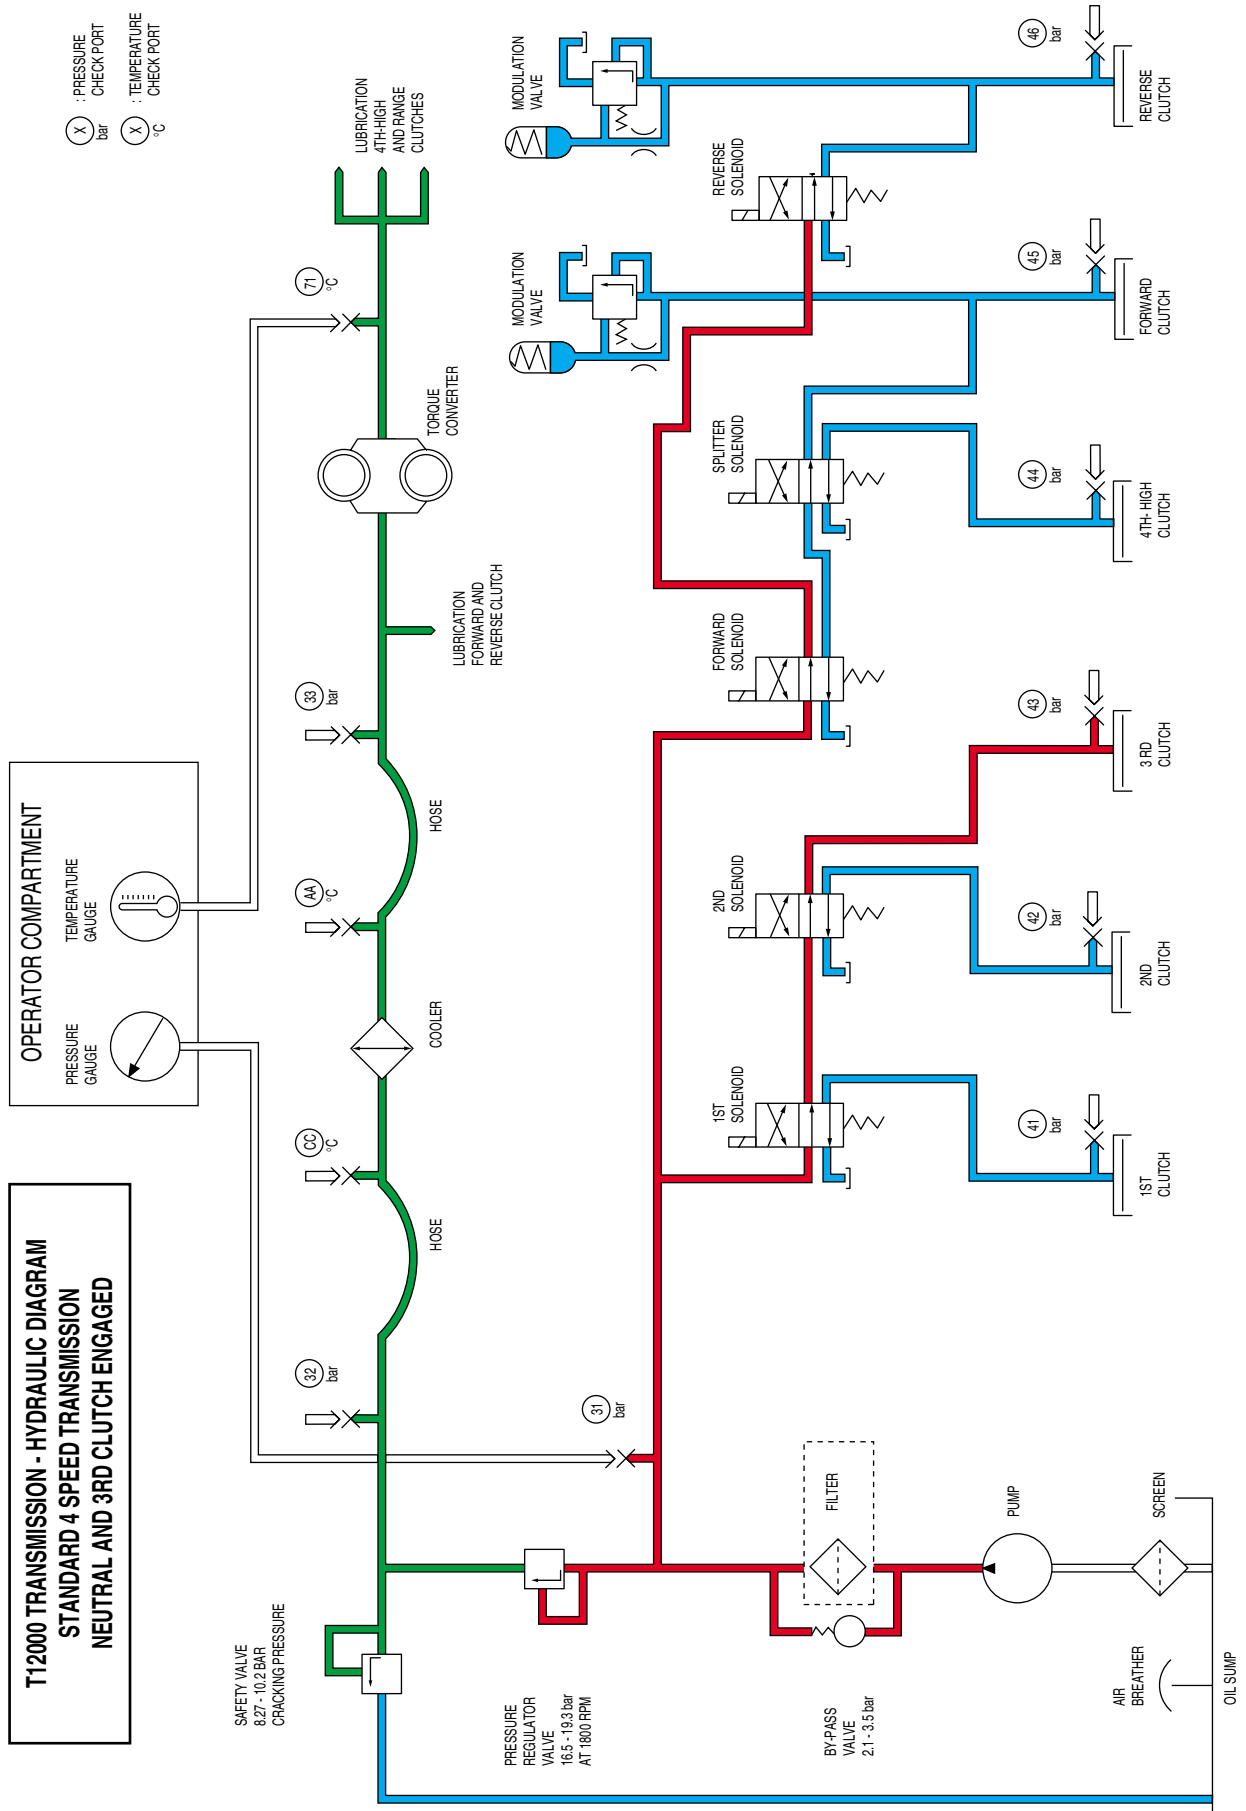 T12000 TRANSMISSION - HYDRAULIC DIAGRAM
STANDARD 4 SPEED TRANSMISSION
NEUTRAL AND 3RD CLUTCH ENGAGED
OPERATOR COMPARTMENT
PRESSURE
GAUGE
TEMPERATURE
GAUGE
X
bar
: PRESSURE
CHECK PORT
X
°C
: TEMPERATURE
CHECK PORT
SAFETY VALVE
8.27 - 10.2 BAR
CRACKING PRESSURE
32
bar
HOSE
CC
°C
COOLER
AA
°C
HOSE
33
bar
LUBRICATION
FORWARD AND
REVERSE CLUTCH
TORQUE
CONVERTER
71
°C
LUBRICATION
4TH-HIGH
AND RANGE
CLUTCHES
PRESSURE
REGULATOR
VALVE
16.5 - 19.3 bar
AT 1800 RPM
31
bar
MODULATION
VALVE
MODULATION
VALVE
1ST
SOLENOID
2ND
SOLENOID
FORWARD
SOLENOID
SPLITTER
SOLENOID
REVERSE
SOLENOID
BY-PASS
VALVE
2.1 - 3.5 bar
FILTER
PUMP
SCREEN
AIR
BREATHER
OIL SUMP
41
bar
42
bar
43
bar
44
bar
45
bar
46
bar
1ST
CLUTCH
2ND
CLUTCH
3 RD
CLUTCH
4TH- HIGH
CLUTCH
FORWARD
CLUTCH
REVERSE
CLUTCH